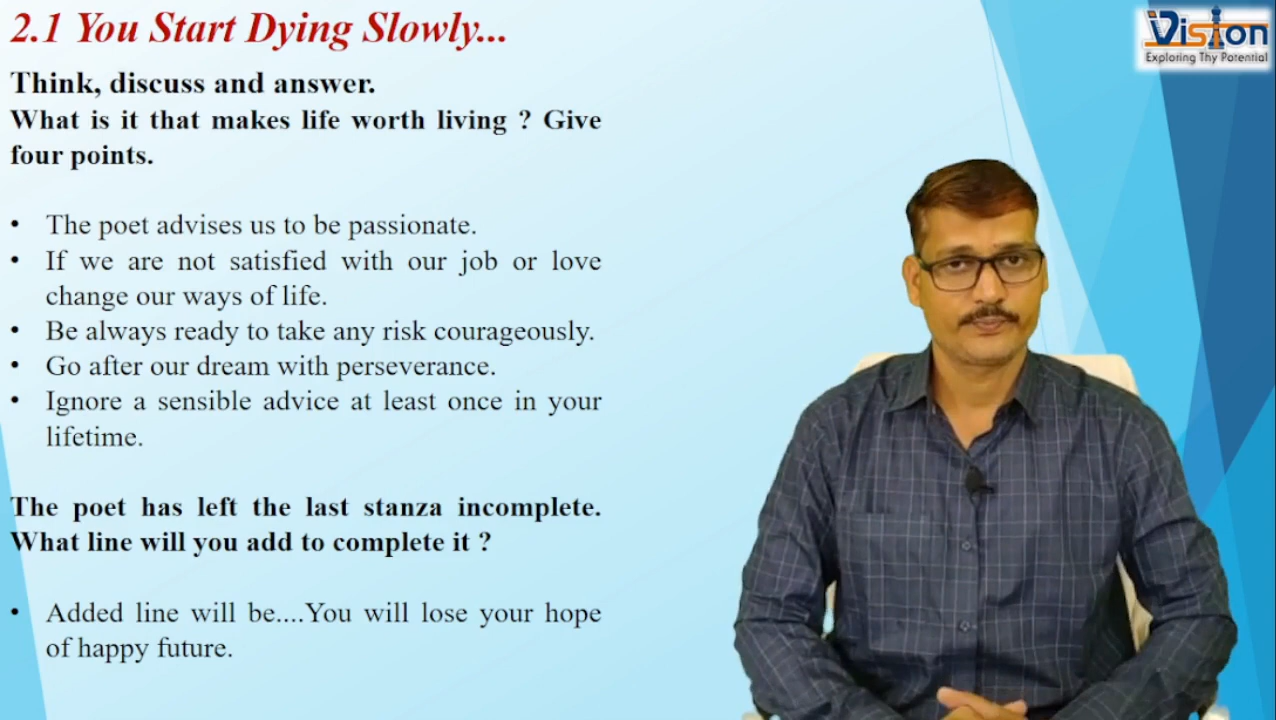 2.1 You Start Dying Slowly...
Vision
Exploring Thy Potential
Think, discuss and answer.
What is it that makes life worth living ? Give
four points.
• The poet advises us to be passionate.
• If we are not satisfied with our job or love
change our ways of life.
• Be always ready to take any risk courageously.
• Go after our dream with perseverance.
• Ignore a sensible advice at least once in your
lifetime.
The poet has left the last stanza incomplete.
What line will you add to complete it ?
• Added line will be....You will lose your hope
of happy future.